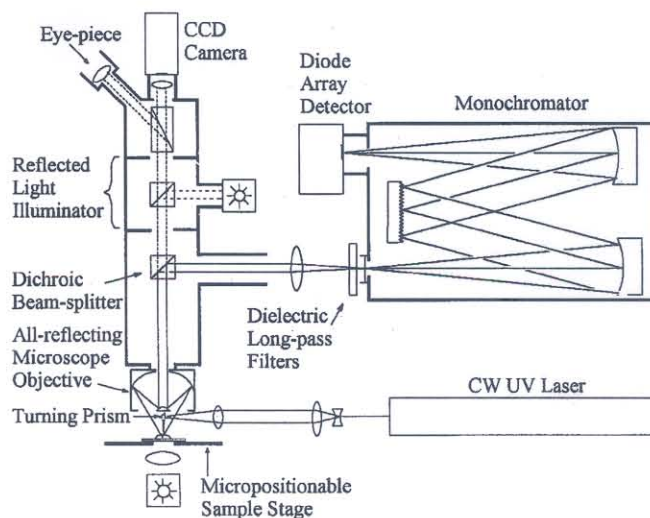 Eye-piece
CCD
Camera
Diode
Array
Detector
Monochromator
Reflected
Light
Illuminator
Dichroic
Beam-splitter
Dielectric
Long-pass
Filters
All-reflecting
Microscope
Objective
Turning Prism
CW UV Laser
Micropositionable
Sample Stage